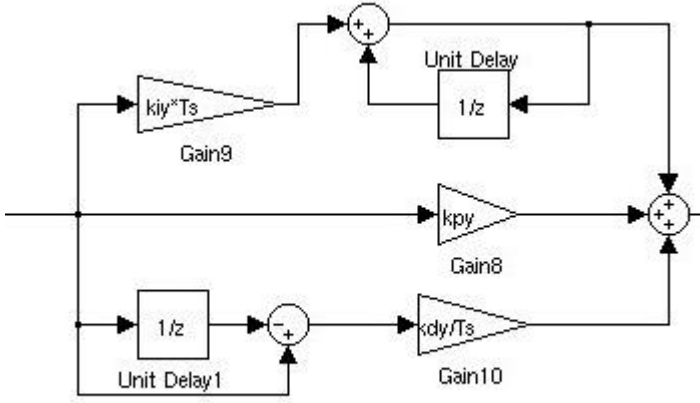 +
+
Unit Delay
kiy*Ts
1/z
Gain9
kpy
+
+
+
Gain8
1/z
−
+
kdy/Ts
Unit Delay1
Gain10